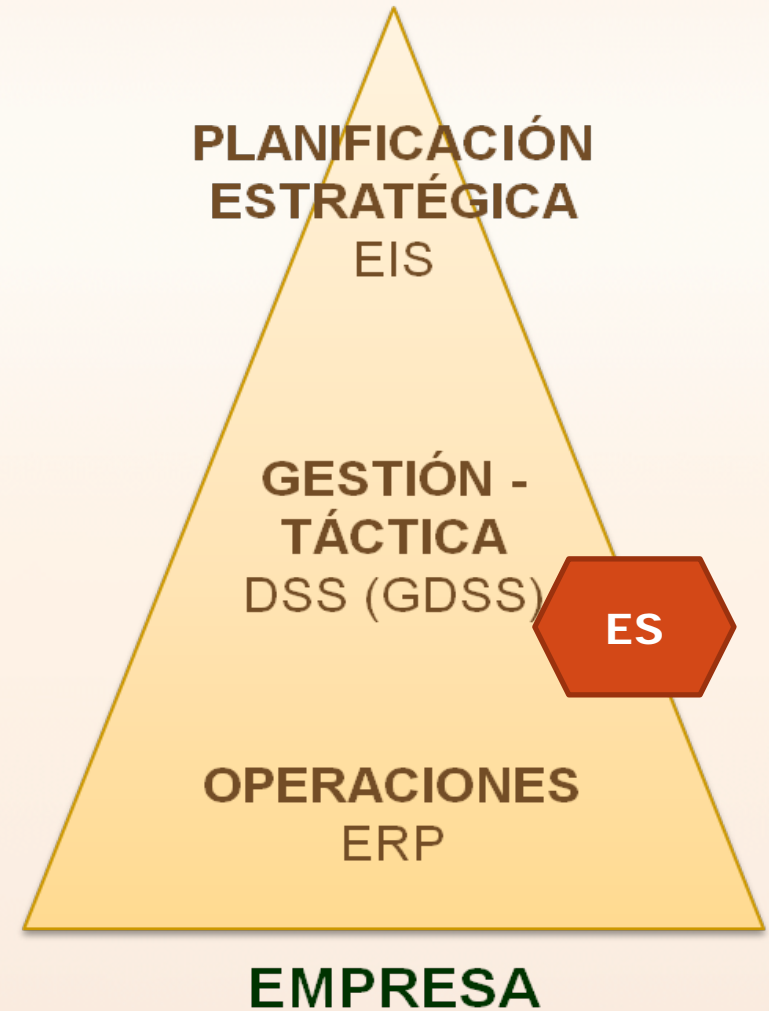 PLANIFICACIÓN
ESTRATÉGICA
EIS
GESTIÓN -
TÁCTICA
DSS (GDSS)
ES
OPERACIONES
ERP
EMPRESA